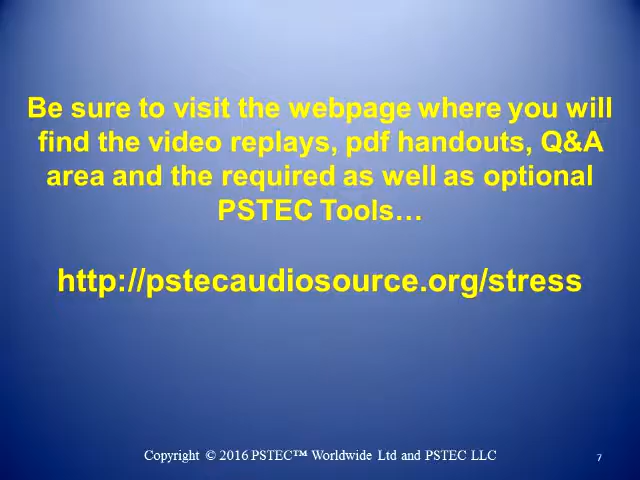 Be sure to visit the webpage where you will
find the video replays, pdf handouts, Q&A
area and the required as well as optional
PSTEC Tools…
http://pstecaudiosource.org/stress
Copyright © 2016 PSTEC™ Worldwide Ltd and PSTEC LLC
7